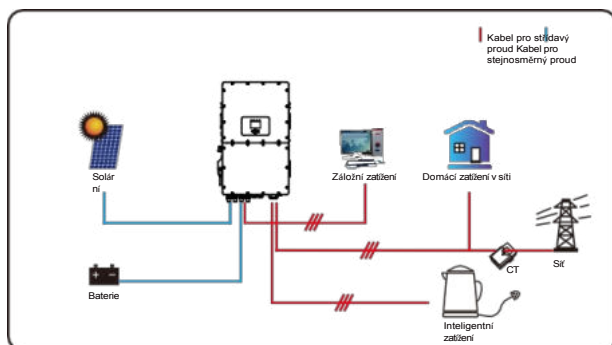 Kabel pro střídavý
proud Kabel pro
stejnosměrný proud
Solár
ní
Záložní zatížení
Domácí zatížení v síti
CT
Síť
Baterie
Inteligentní
zatížení